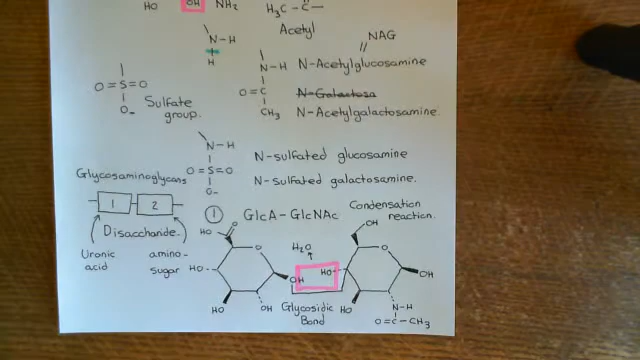 HO OH NH2 H3C - C -
Acetyl
N - H
H
NAG
N - H N-Acetylglucosamine
O = C N-Galactosa
CH3 N-Acetylgalactosamine.
O = S = O
O-
Sulfate
group.
N - H
O = S = O
O-
N-sulfated glucosamine
N-sulfated galactosamine.
Glycosaminoglycans
1 2
Disaccharide.
Uronic
acid
amino-
sugar
1 GlcA - GlcNAc
Condensation
reaction.
HO O O HO HO OH OH
H2O
HO
Glycosidic
Bond
OH O OH HO
N - H
O = C - CH3